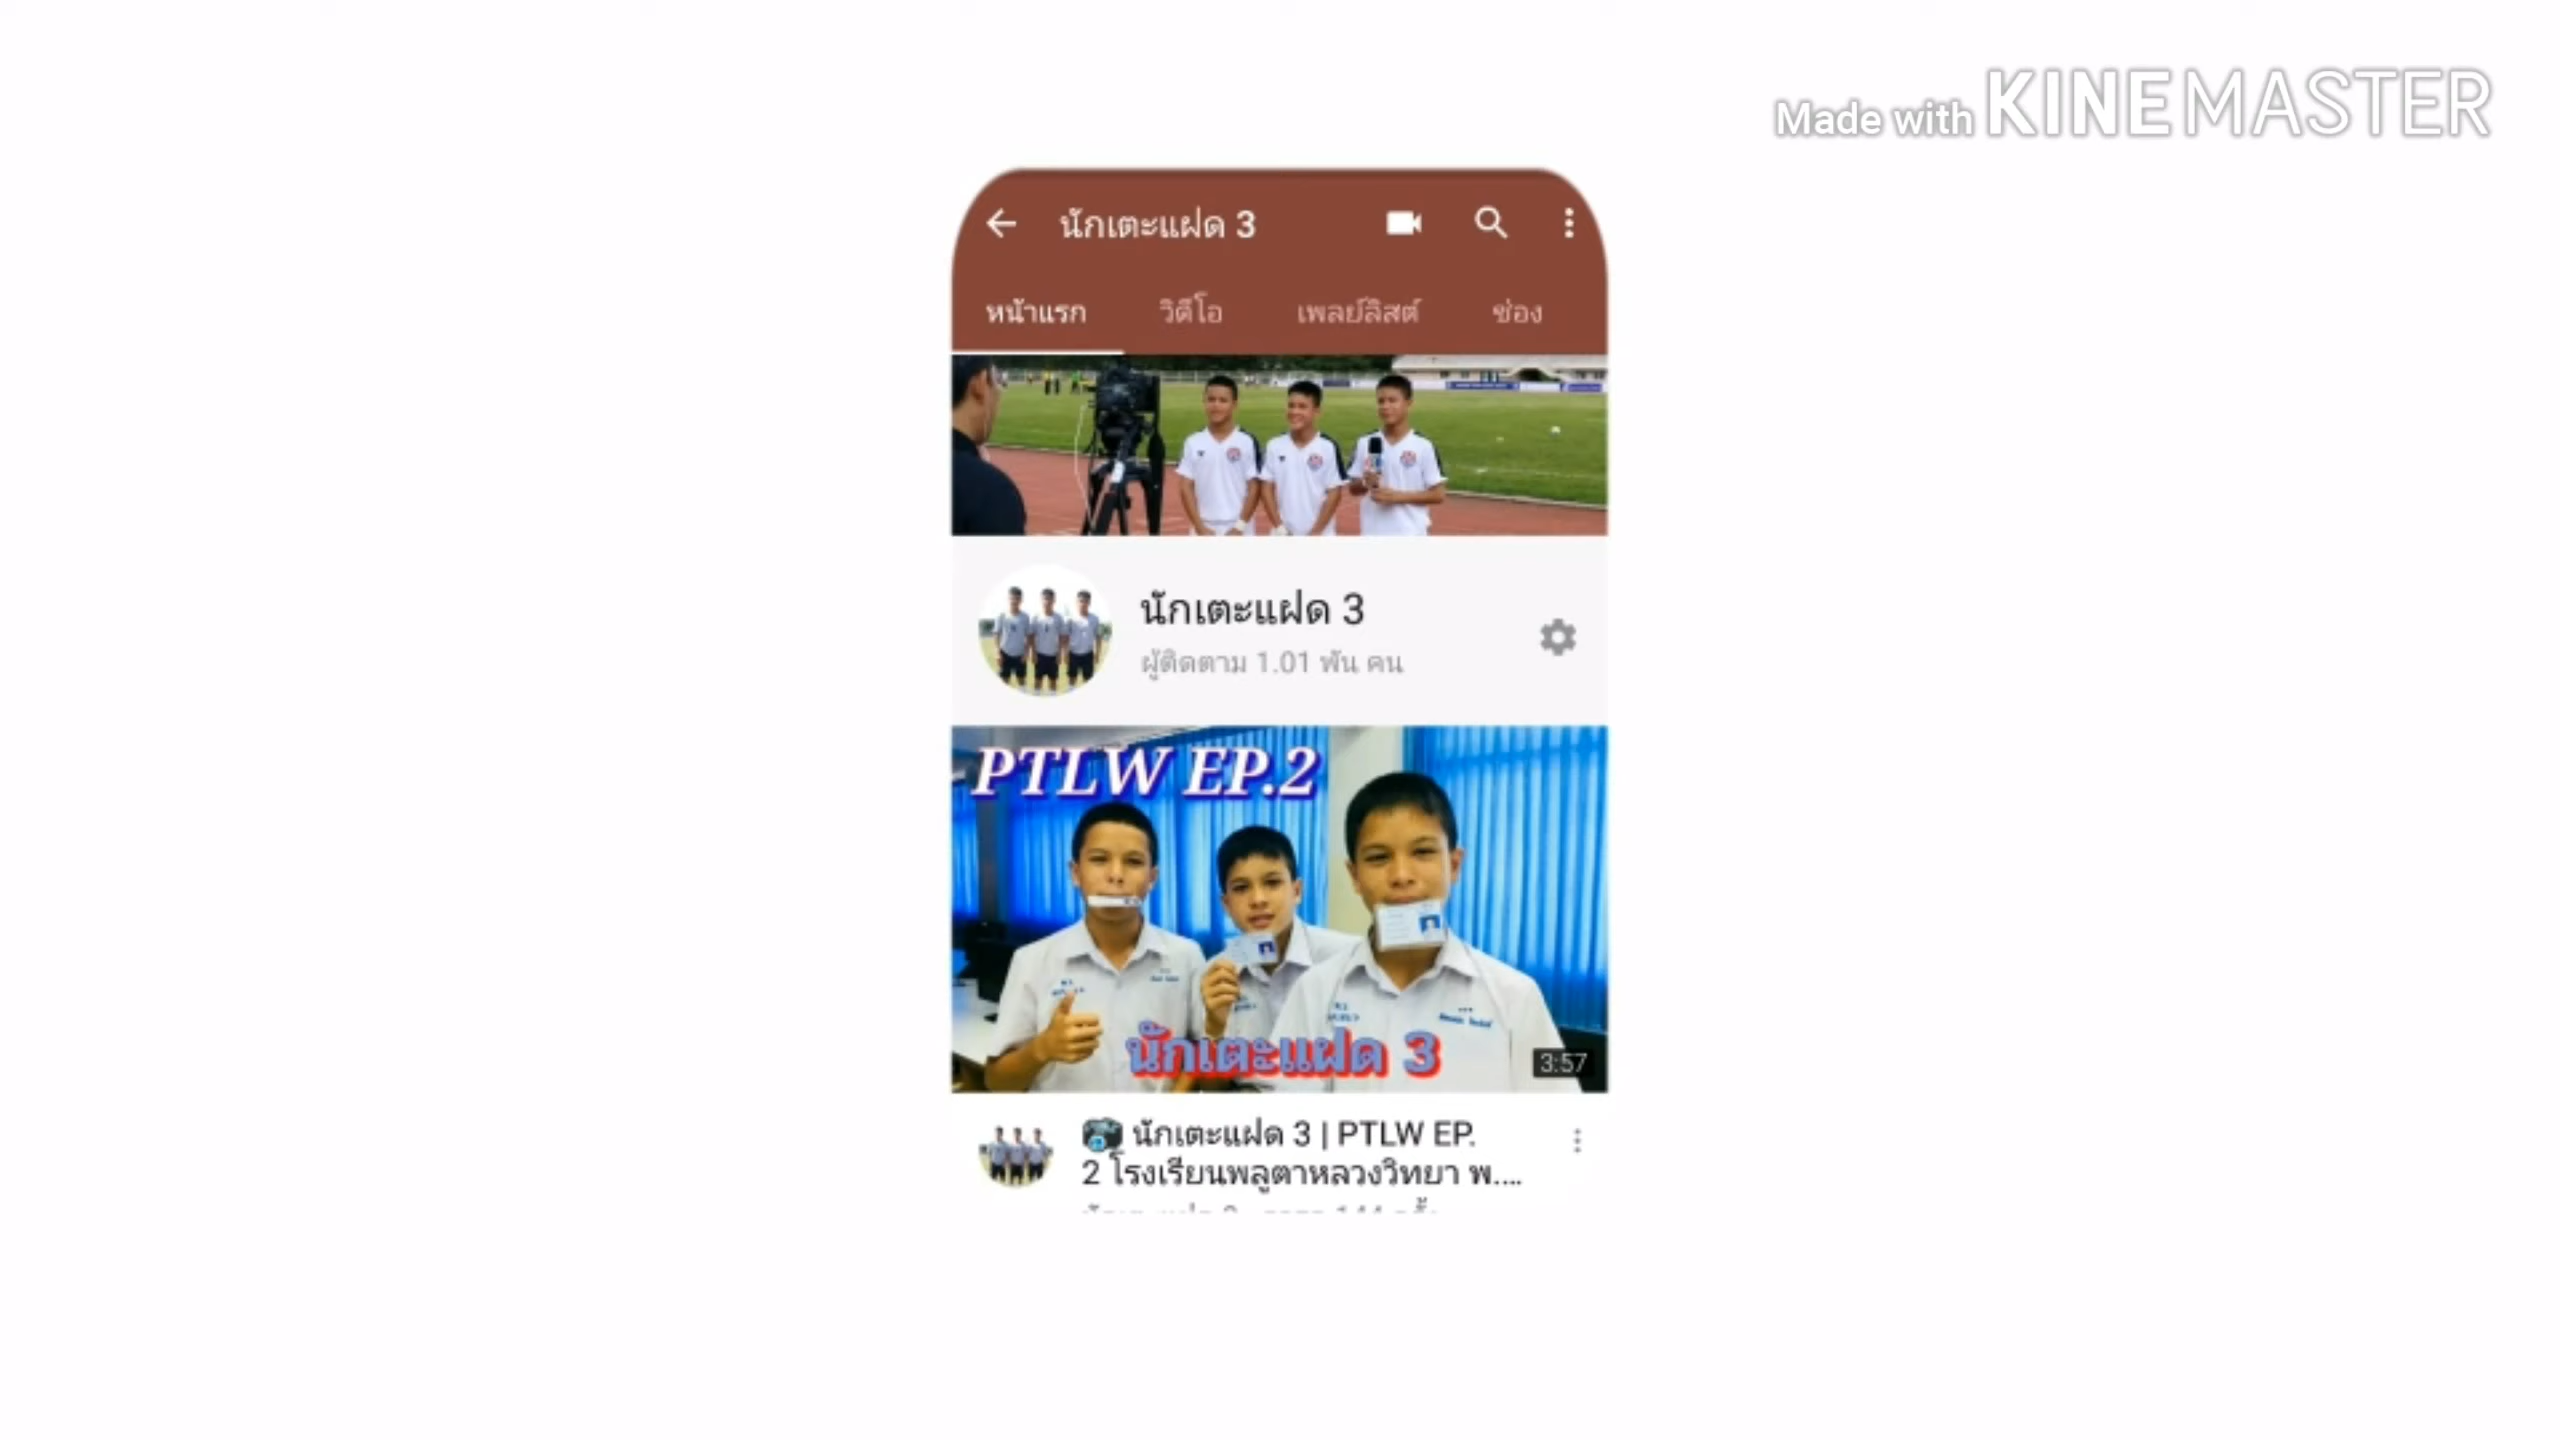 Made with KINEMASTER
นักเตะแฝด 3
หน้าแรก วิดีโอ เพลย์ลิสต์ ช่อง
นักเตะแฝด 3
ผู้ติดตาม 1.01 พัน คน
PTLW EP.2
นักเตะแฝด 3
3:57
นักเตะแฝด 3 | PTLW EP.
2 โรงเรียนพลูตาหลวงวิทยา พ....